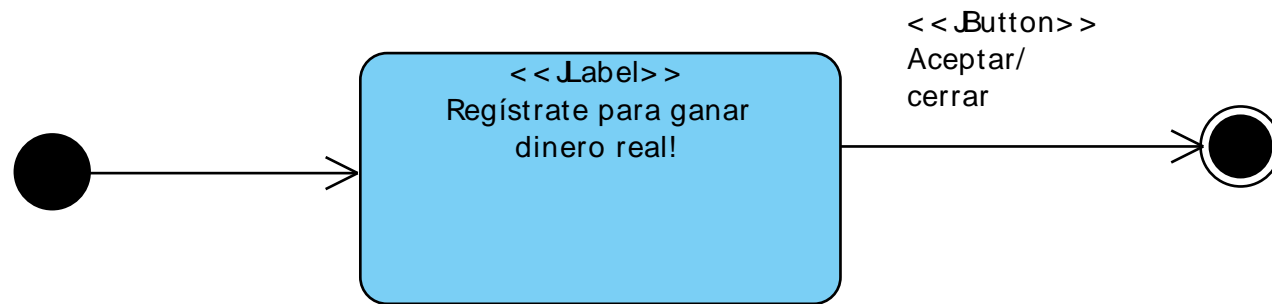 <<JLabel>>
Regístrate para ganar
dinero real!
<<JButton>>
Aceptar/
cerrar